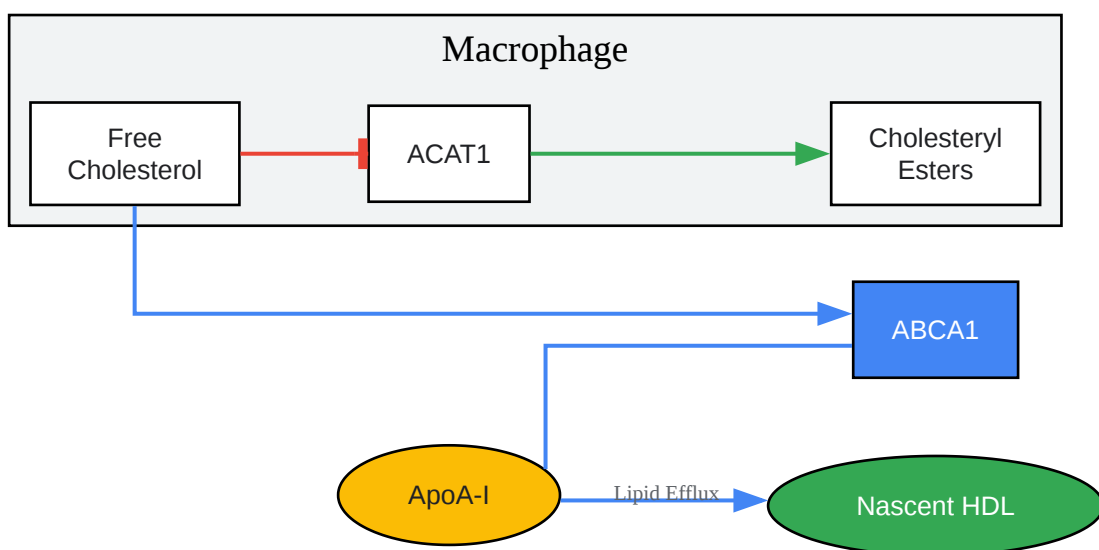 Macrophage
Free
Cholesterol
ACAT1
Cholesteryl
Esters
ABCA1
ApoA-I
Lipid Efflux
Nascent HDL